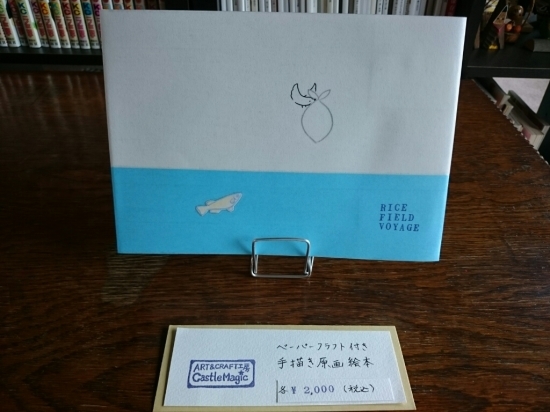 RICE
FIELD
VOYAGE
ART&CRAFT工房
CastleMagic
ペーパークラフト付き
手描き原画絵本
各¥2,000(税込)